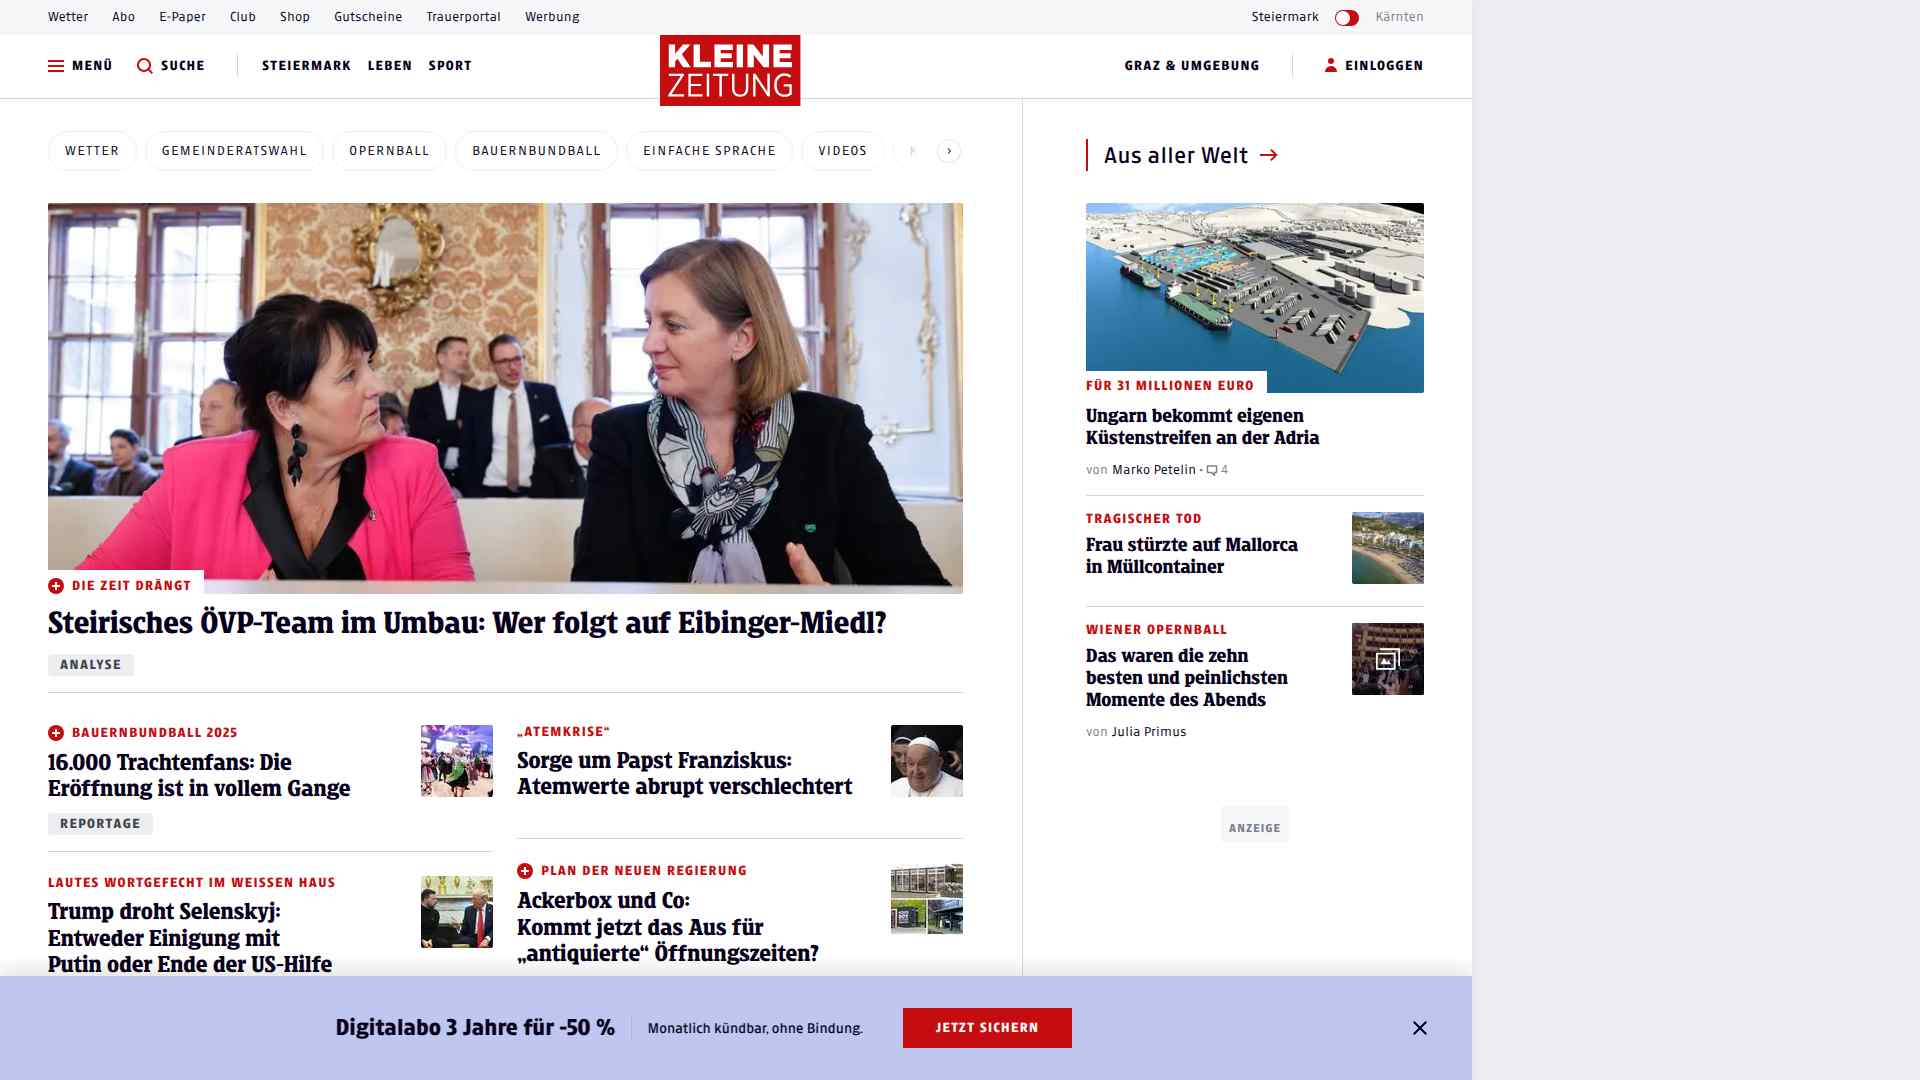 Wetter Abo E-Paper Club Shop Gutscheine Trauerportal Werbung Steiermark Kärnten
MENÜ SUCHE STEIERMARK LEBEN SPORT KLEINE ZEITUNG GRAZ & UMGEBUNG EINLOGGEN
WETTER GEMEINDERATSWAHL OPERNBALL BAUERNBUNDBALL EINFACHE SPRACHE VIDEOS
DIE ZEIT DRÄNGT
Steirisches ÖVP-Team im Umbau: Wer folgt auf Eibinger-Miedl?
ANALYSE
BAUERNBUNDBALL 2025
16.000 Trachtenfans: Die
Eröffnung ist in vollem Gange
REPORTAGE
LAUTES WORTGEFECHT IM WEISSEN HAUS
Trump droht Selenskyj:
Entweder Einigung mit
Putin oder Ende der US-Hilfe
„ATEMKRISE“
Sorge um Papst Franziskus:
Atemwerte abrupt verschlechtert
PLAN DER NEUEN REGIERUNG
Ackerbox und Co:
Kommt jetzt das Aus für
„antiquierte“ Öffnungszeiten?
Aus aller Welt
FÜR 31 MILLIONEN EURO
Ungarn bekommt eigenen
Küstenstreifen an der Adria
von Marko Petelin · 4
TRAGISCHER TOD
Frau stürzte auf Mallorca
in Müllcontainer
WIENER OPERNBALL
Das waren die zehn
besten und peinlichsten
Momente des Abends
von Julia Primus
ANZEIGE
Digitalabo 3 Jahre für -50 % Monatlich kündbar, ohne Bindung. JETZT SICHERN